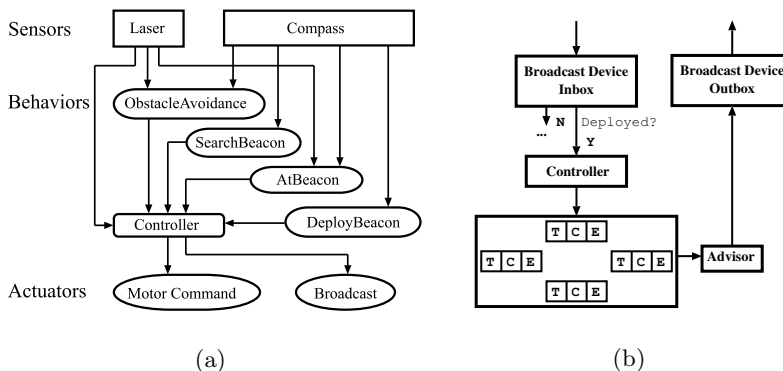 Sensors
Laser
Compass
Behaviors
ObstacleAvoidance
SearchBeacon
AtBeacon
DeployBeacon
Controller
Actuators
Motor Command
Broadcast
(a)
Broadcast Device
Inbox
Broadcast Device
Outbox
N
Deployed?
...
Y
Controller
T C E
T C E
T C E
T C E
Advisor
(b)